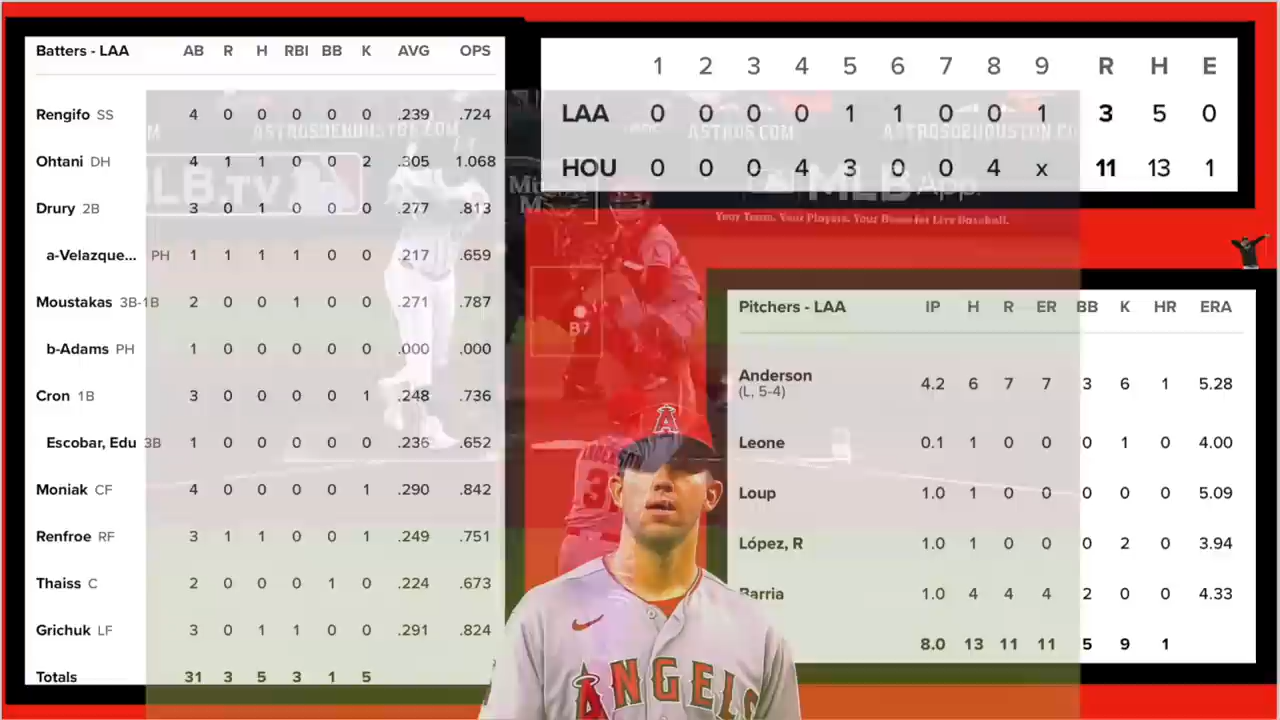 Batters - LAA AB R H RBI BB K AVG OPS
Rengifo SS 4 0 0 0 0 0 .239 .724
Ohtani DH 4 1 1 0 0 2 .305 1.068
Drury 2B 3 0 1 0 0 0 .277 .813
a-Velazque... PH 1 1 1 1 0 0 .217 .659
Moustakas 3B-1B 2 0 0 1 0 0 .271 .787
b-Adams PH 1 0 0 0 0 0 .000 .000
Cron 1B 3 0 0 0 0 1 .248 .736
Escobar, Edu 3B 1 0 0 0 0 0 .236 .652
Moniak CF 4 0 0 0 0 1 .290 .842
Renfroe RF 3 1 1 0 0 1 .249 .751
Thaiss C 2 0 0 0 1 0 .224 .673
Grichuk LF 3 0 1 1 0 0 .291 .824
Totals 31 3 5 3 1 5
1 2 3 4 5 6 7 8 9 R H E
LAA 0 0 0 0 1 1 0 0 1 3 5 0
HOU 0 0 0 4 3 0 0 4 x 11 13 1
ASTROSDEHOUSTON.COM
ASTROS.COM
MLB.TV
MLB App.
Your Team. Your Players. Your Home for Live Baseball.
Pitchers - LAA IP H R ER BB K HR ERA
Anderson 4.2 6 7 7 3 6 1 5.28
(L, 5-4)
Leone 0.1 1 0 0 0 1 0 4.00
Loup 1.0 1 0 0 0 0 0 5.09
López, R 1.0 1 0 0 0 2 0 3.94
Barria 1.0 4 4 4 2 0 0 4.33
8.0 13 11 11 5 9 1
A
ANGELS